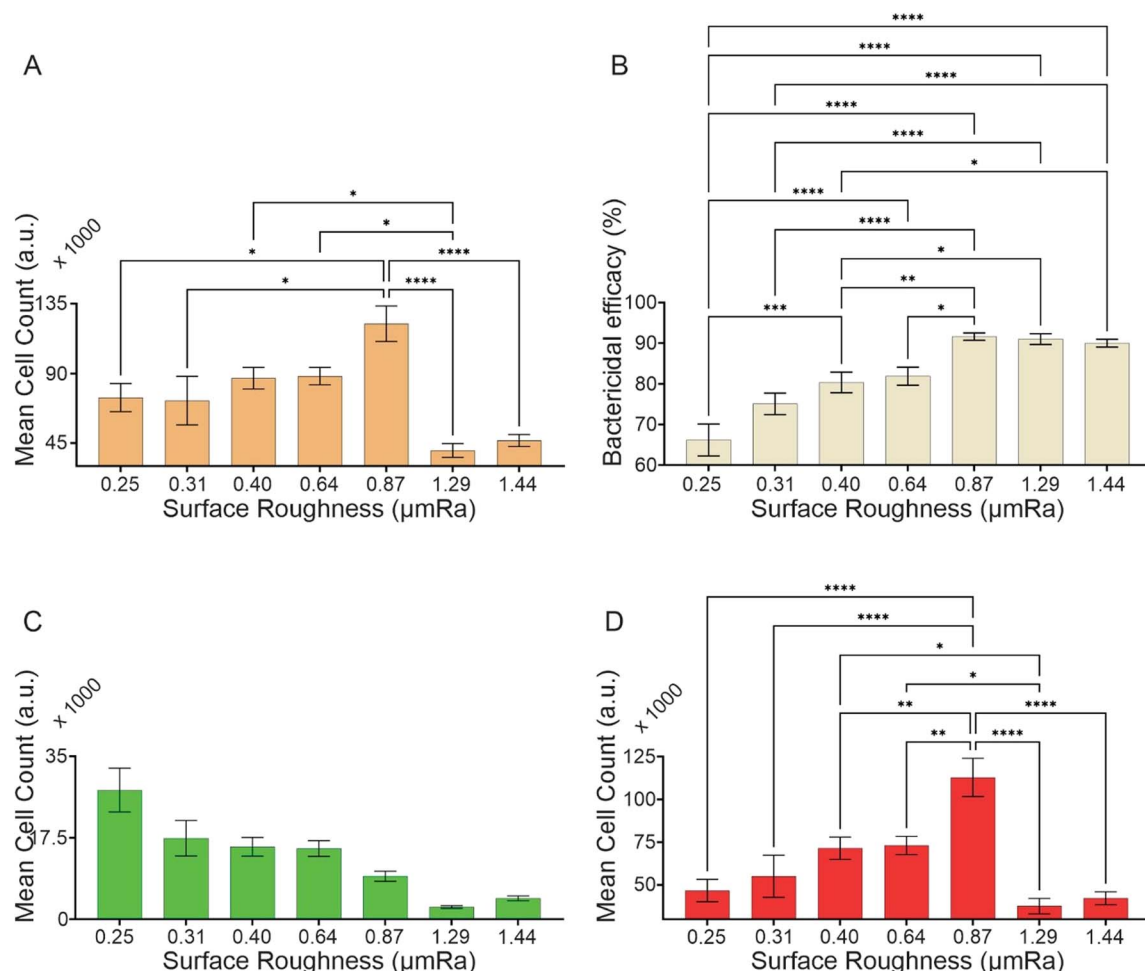 A
Mean Cell Count (a.u.)
x 1000
135
90
45
*
*
*
****
*
****
0.25 0.31 0.40 0.64 0.87 1.29 1.44
Surface Roughness (µmRa)
B
Bactericidal efficacy (%)
100
90
80
70
60
****
****
****
****
****
*
****
****
*
**
***
*
0.25 0.31 0.40 0.64 0.87 1.29 1.44
Surface Roughness (µmRa)
C
Mean Cell Count (a.u.)
x 1000
35
17.5
0
0.25 0.31 0.40 0.64 0.87 1.29 1.44
Surface Roughness (µmRa)
D
Mean Cell Count (a.u.)
x 1000
125
100
75
50
****
****
*
*
**
****
**
****
0.25 0.31 0.40 0.64 0.87 1.29 1.44
Surface Roughness (µmRa)